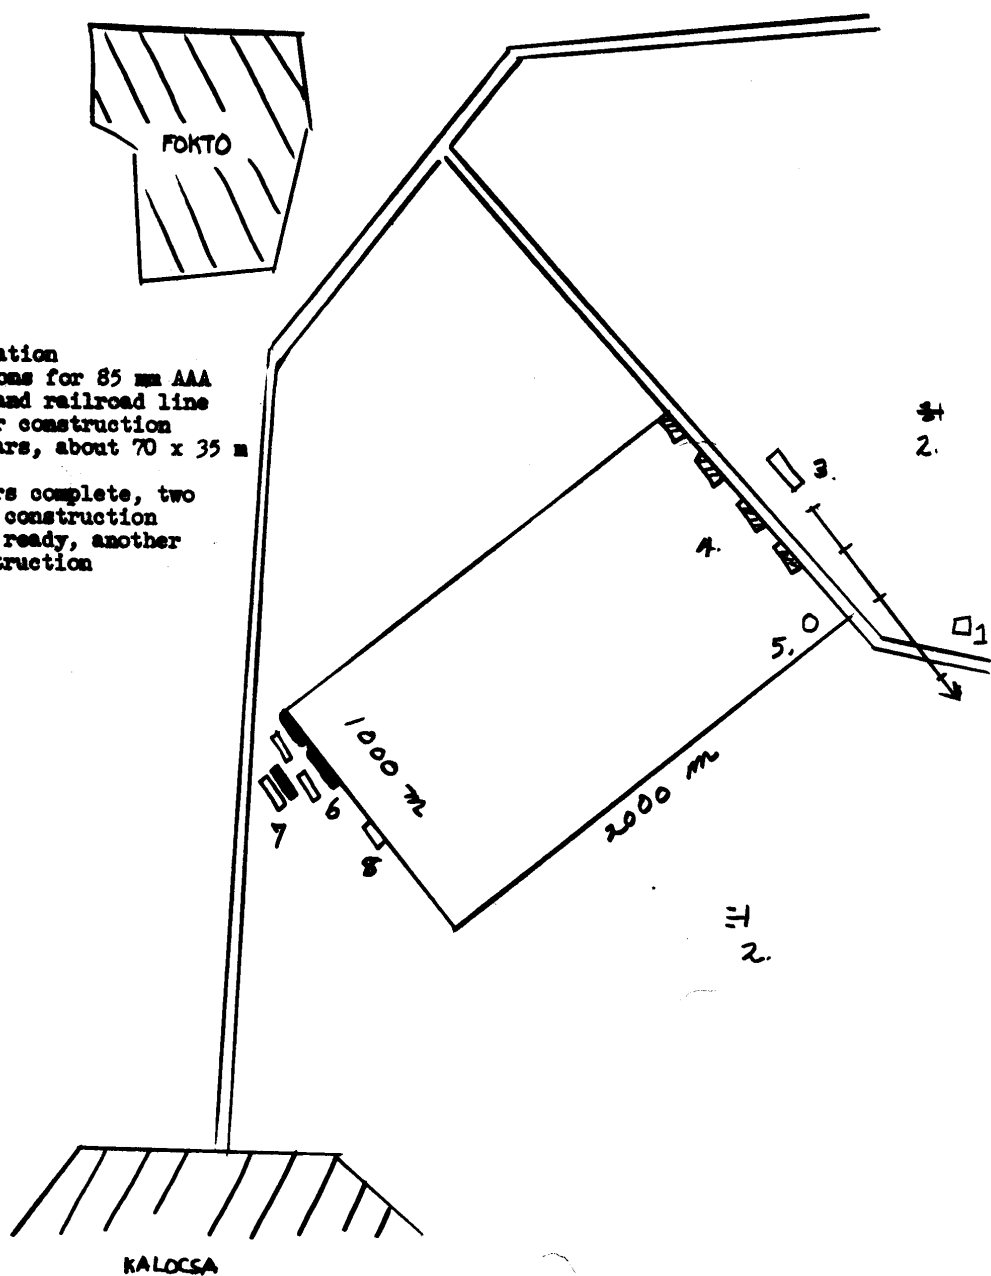 FOKTO
ation
ons for 85 mm AAA
and railroad line
r construction
ars, about 70 x 35 m
rs complete, two
construction
ready, another
truction
2.
3.
4.
1
5.
1000 m
2000 m
6
7
8
2.
KALOCSA